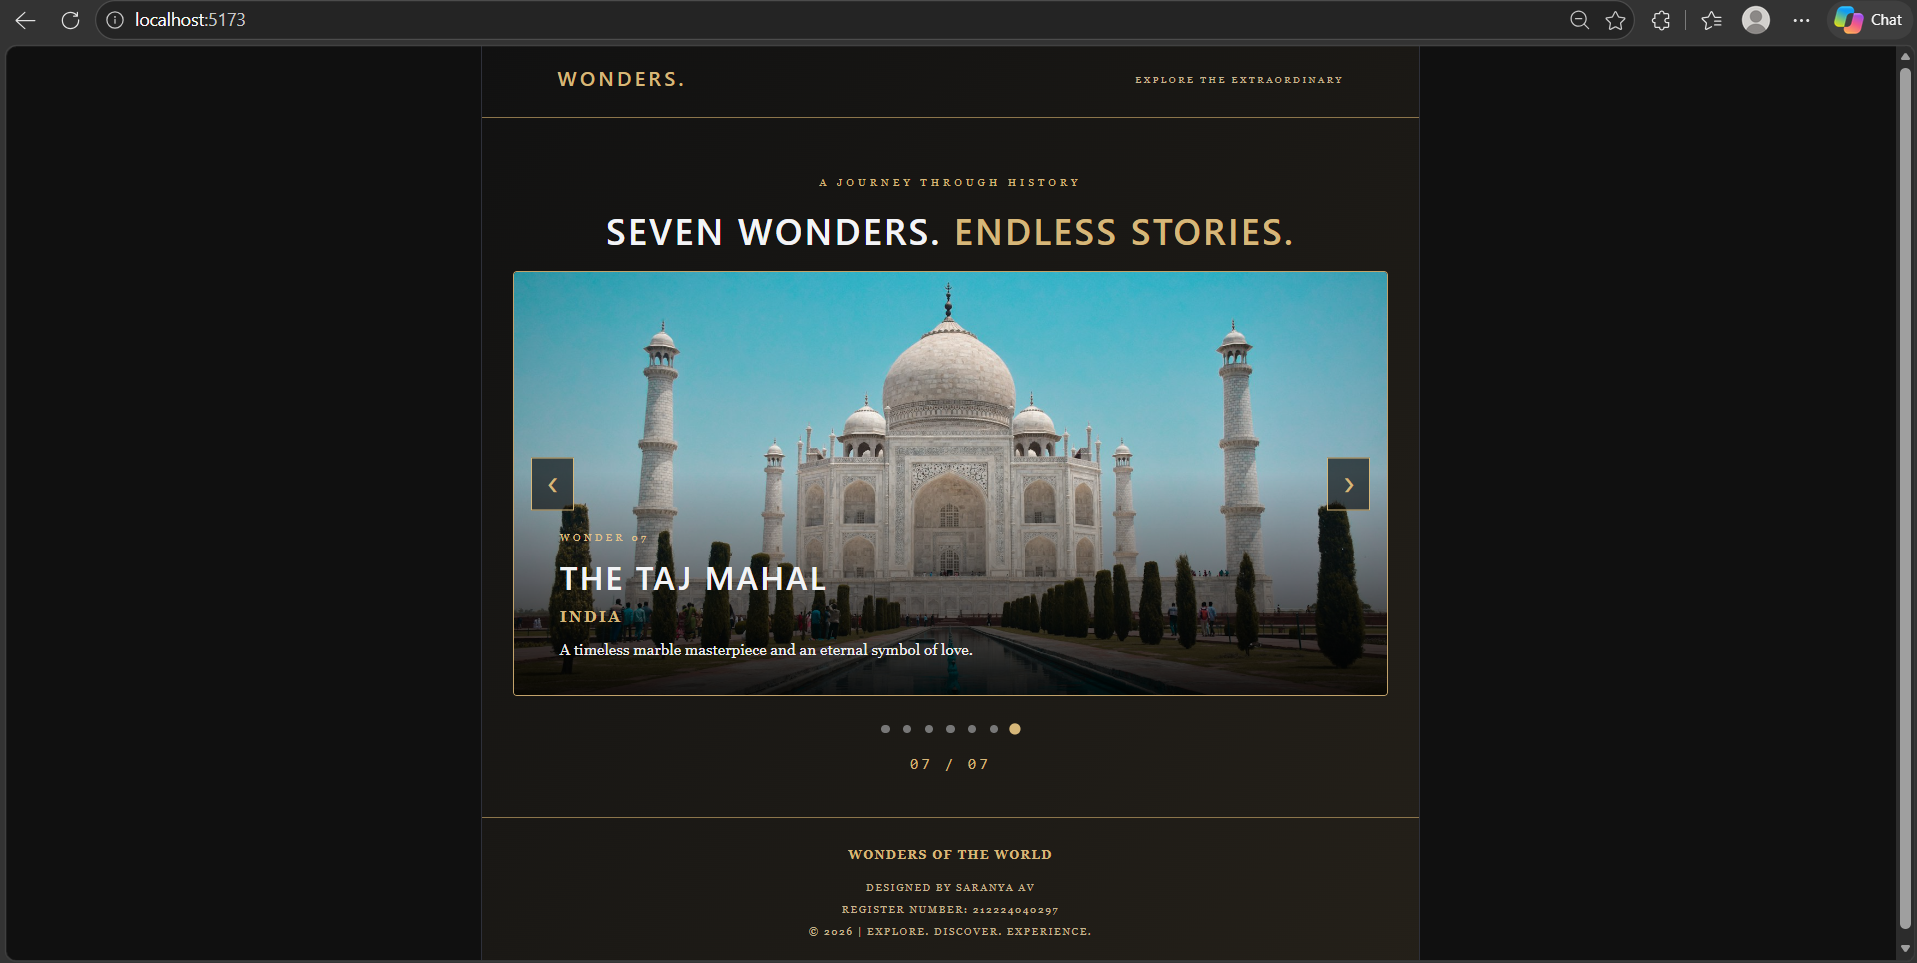 localhost:5173
Chat
WONDERS.
EXPLORE THE EXTRAORDINARY
A JOURNEY THROUGH HISTORY
SEVEN WONDERS. ENDLESS STORIES.
‹
›
WONDER 07
THE TAJ MAHAL
INDIA
A timeless marble masterpiece and an eternal symbol of love.
07 / 07
WONDERS OF THE WORLD
DESIGNED BY SARANYA AV
REGISTER NUMBER: 212224040297
© 2026 | EXPLORE. DISCOVER. EXPERIENCE.